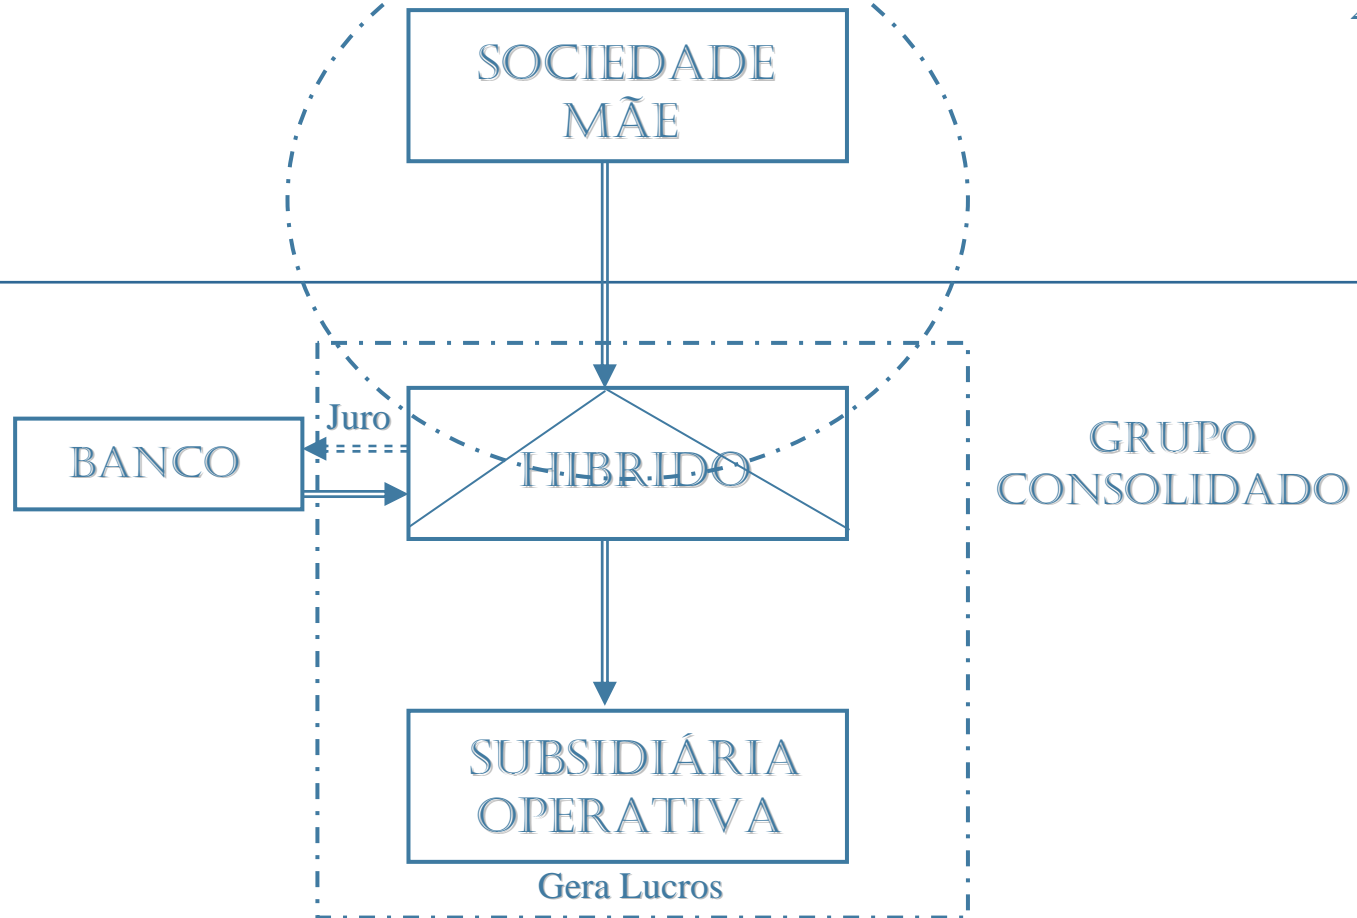 SOCIEDADE
MÃE
Juro
BANCO
HIBRIDO
GRUPO
CONSOLIDADO
SUBSIDIÁRIA
OPERATIVA
Gera Lucros